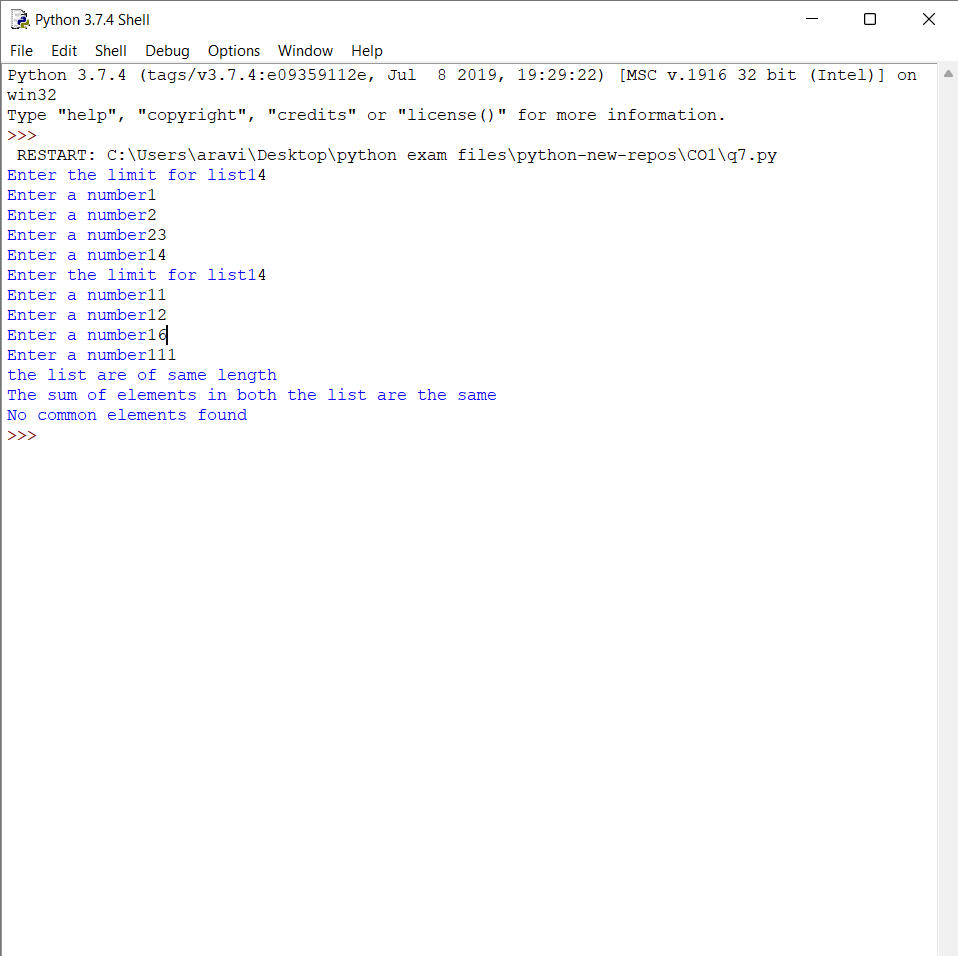 Python 3.7.4 Shell
File Edit Shell Debug Options Window Help
Python 3.7.4 (tags/v3.7.4:e09359112e, Jul  8 2019, 19:29:22) [MSC v.1916 32 bit (Intel)] on
win32
Type "help", "copyright", "credits" or "license()" for more information.
>>>
 RESTART: C:\Users\aravi\Desktop\python exam files\python-new-repos\CO1\q7.py
Enter the limit for list14
Enter a number1
Enter a number2
Enter a number23
Enter a number14
Enter the limit for list14
Enter a number11
Enter a number12
Enter a number16
Enter a number111
the list are of same length
The sum of elements in both the list are the same
No common elements found
>>>